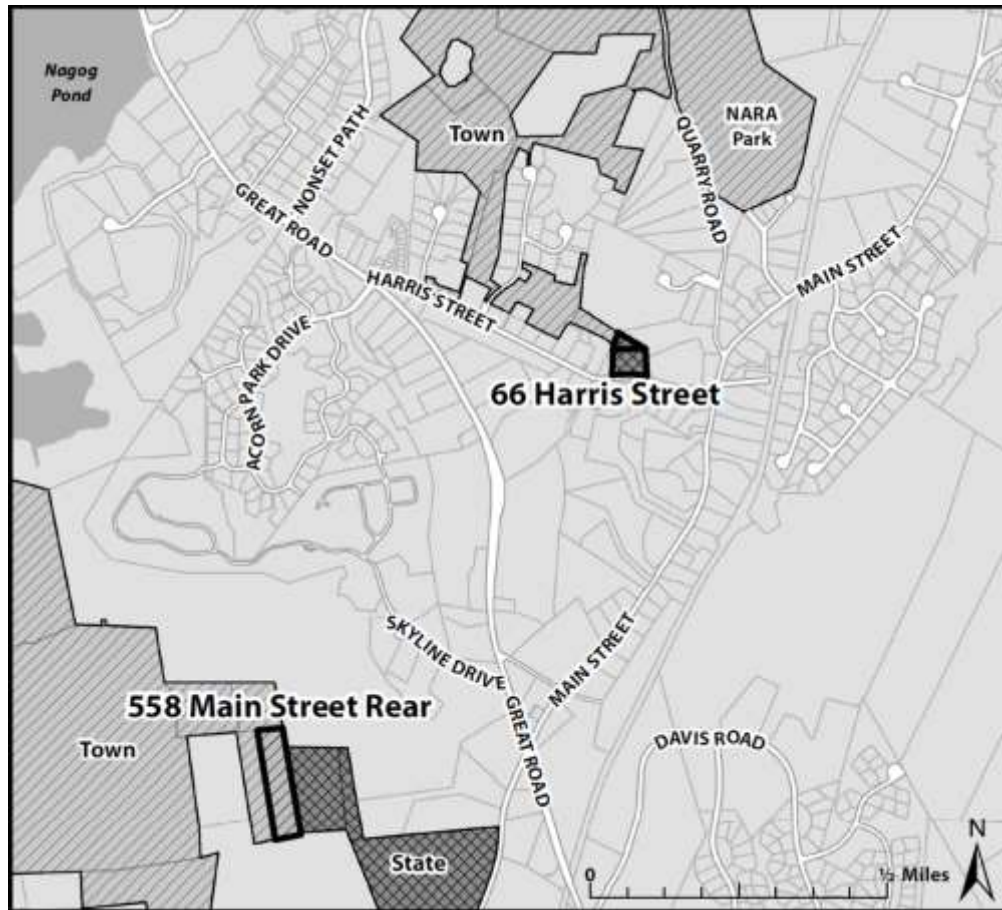 Nagog
Pond
Town
NARA
Park
NONSET PATH
QUARRY ROAD
GREAT ROAD
MAIN STREET
HARRIS STREET
ACORN PARK DRIVE
66 Harris Street
SKYLINE DRIVE
MAIN STREET
558 Main Street Rear
GREAT ROAD
DAVIS ROAD
Town
State
N
0
½ Miles